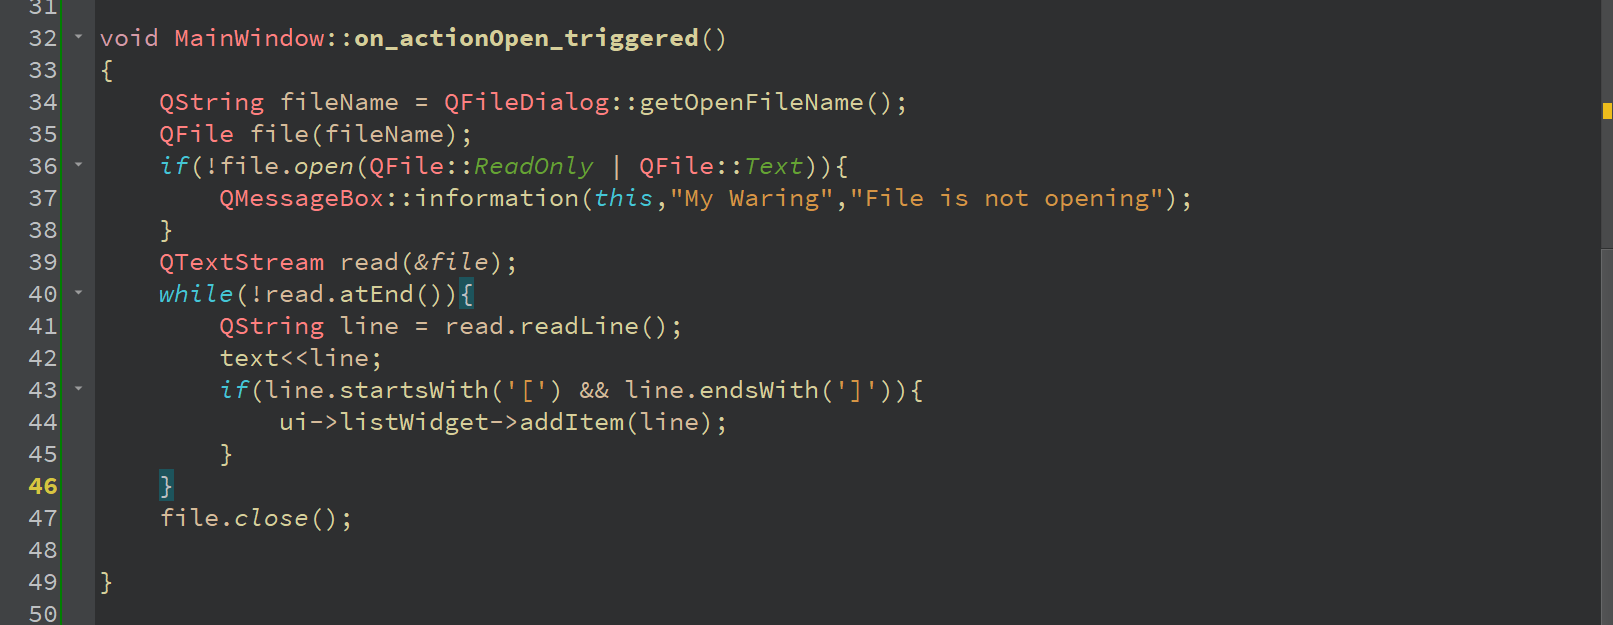 31
32 void MainWindow::on_actionOpen_triggered()
33 {
34     QString fileName = QFileDialog::getOpenFileName();
35     QFile file(fileName);
36     if(!file.open(QFile::ReadOnly | QFile::Text)){
37         QMessageBox::information(this,"My Waring","File is not opening");
38     }
39     QTextStream read(&file);
40     while(!read.atEnd()){
41         QString line = read.readLine();
42         text<<line;
43         if(line.startsWith('[') && line.endsWith(']')){
44             ui->listWidget->addItem(line);
45         }
46     }
47     file.close();
48
49 }
50